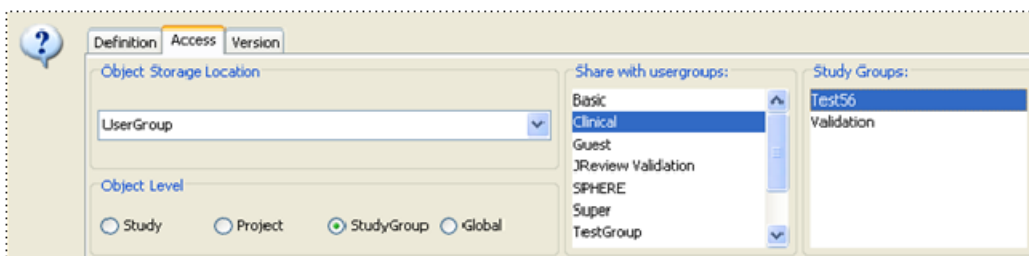 Definition Access Version
Object Storage Location
UserGroup
Object Level
Study Project StudyGroup Global
Share with usergroups:
Basic
Clinical
Guest
JReview Validation
SPHERE
Super
TestGroup
Study Groups:
Test56
Validation